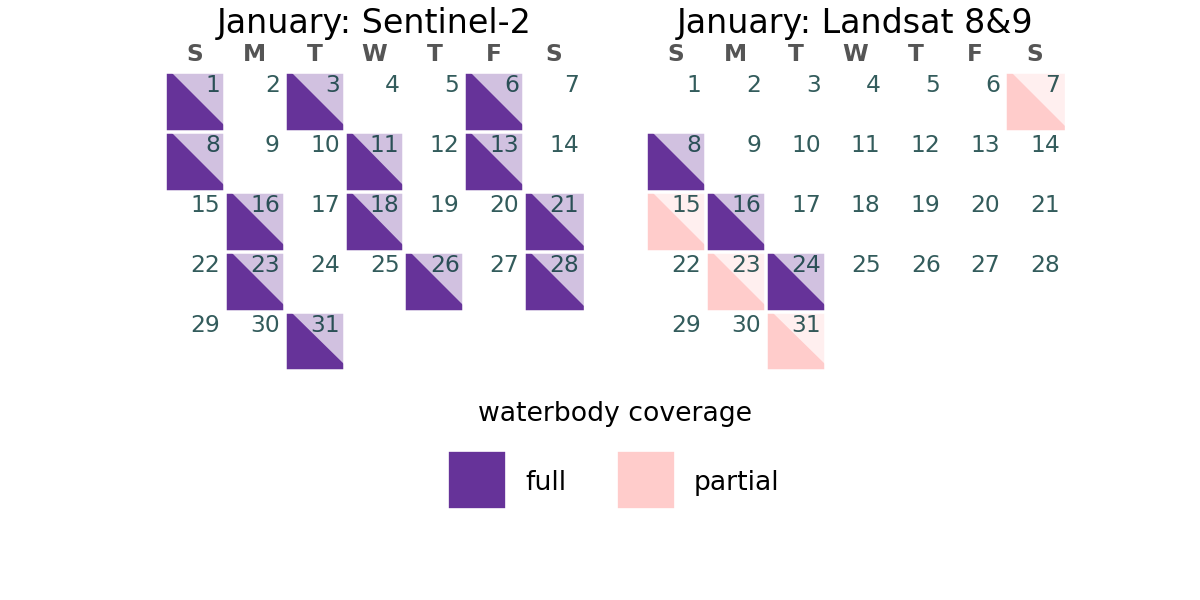 January: Sentinel-2
S M T W T F S
1 2 3 4 5 6 7
8 9 10 11 12 13 14
15 16 17 18 19 20 21
22 23 24 25 26 27 28
29 30 31
January: Landsat 8&9
S M T W T F S
1 2 3 4 5 6 7
8 9 10 11 12 13 14
15 16 17 18 19 20 21
22 23 24 25 26 27 28
29 30 31
waterbody coverage
full
partial